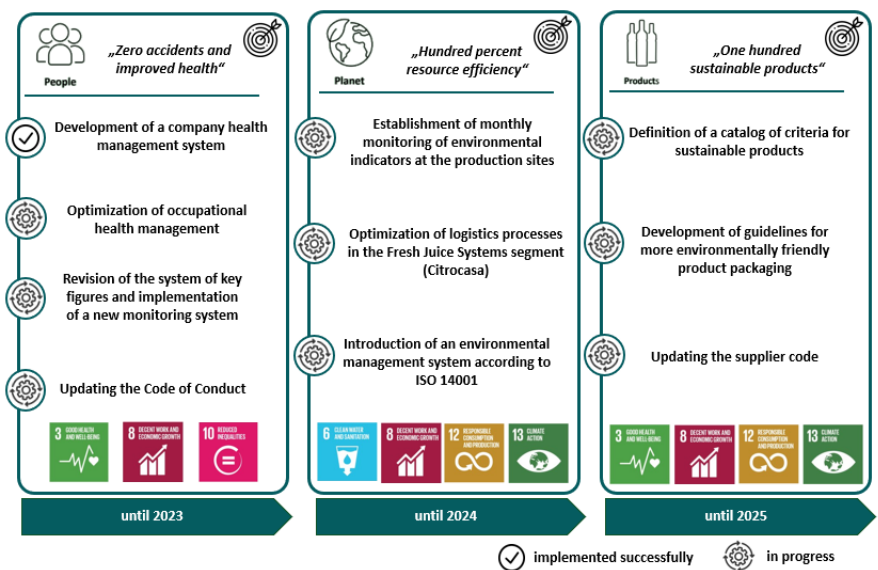 People
„Zero accidents and
improved health“
Development of a company health
management system
Optimization of occupational
health management
Revision of the system of key
figures and implementation
of a new monitoring system
Updating the Code of Conduct
3 GOOD HEALTH
AND WELL-BEING
8 DECENT WORK AND
ECONOMIC GROWTH
10 REDUCED
INEQUALITIES
until 2023
Planet
„Hundred percent
resource efficiency“
Establishment of monthly
monitoring of environmental
indicators at the production sites
Optimization of logistics processes
in the Fresh Juice Systems segment
(Citrocasa)
Introduction of an environmental
management system according to
ISO 14001
6 CLEAN WATER
AND SANITATION
8 DECENT WORK AND
ECONOMIC GROWTH
12 RESPONSIBLE
CONSUMPTION
AND PRODUCTION
13 CLIMATE
ACTION
until 2024
Products
„One hundred
sustainable products“
Definition of a catalog of criteria for
sustainable products
Development of guidelines for
more environmentally friendly
product packaging
Updating the supplier code
3 GOOD HEALTH
AND WELL-BEING
8 DECENT WORK AND
ECONOMIC GROWTH
12 RESPONSIBLE
CONSUMPTION
AND PRODUCTION
13 CLIMATE
ACTION
until 2025
implemented successfully
in progress